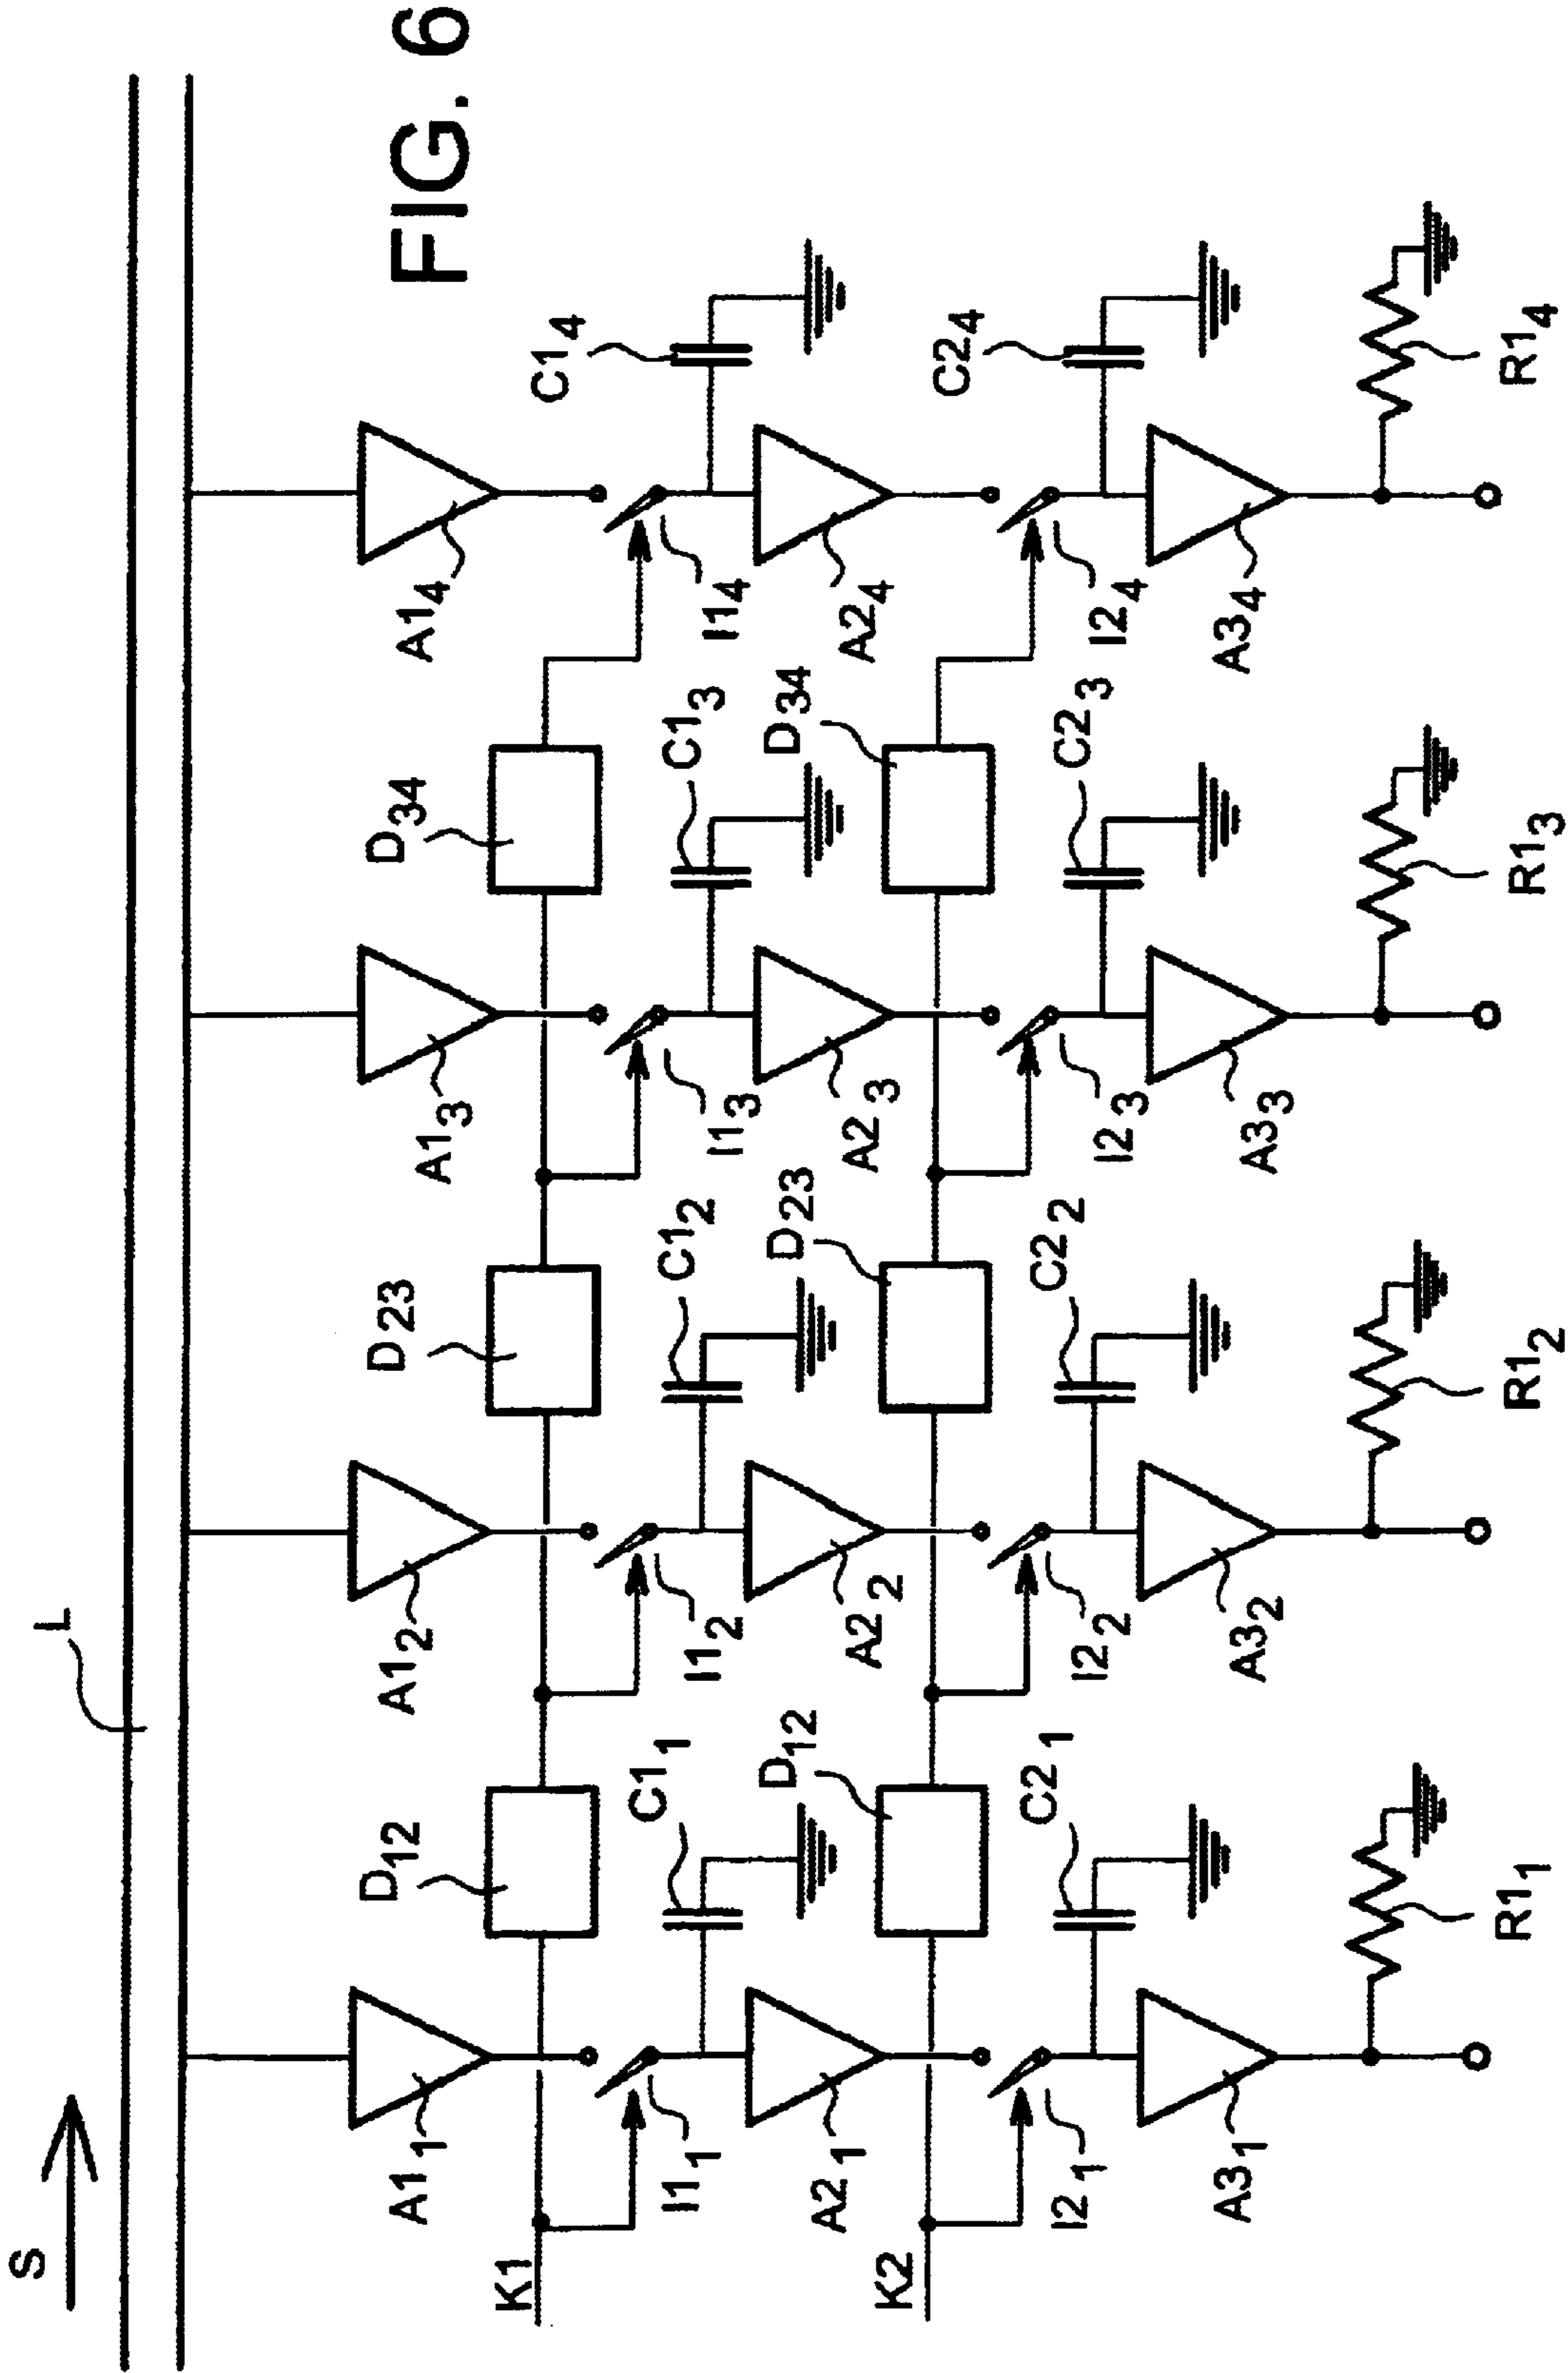 FIG. 6
S
L
A1₁
A1₂
A1₃
A1₄
D₁₂
D₂₃
D₃₄
K1
I1₁
C1₁
I1₂
C1₂
I1₃
C1₃
I1₄
C1₄
A2₁
D₁₂
A2₂
D₂₃
A2₃
D₃₄
A2₄
K2
I2₁
C2₁
I2₂
C2₂
I2₃
C2₃
I2₄
C2₄
A3₁
A3₂
A3₃
A3₄
R1₁
R1₂
R1₃
R1₄